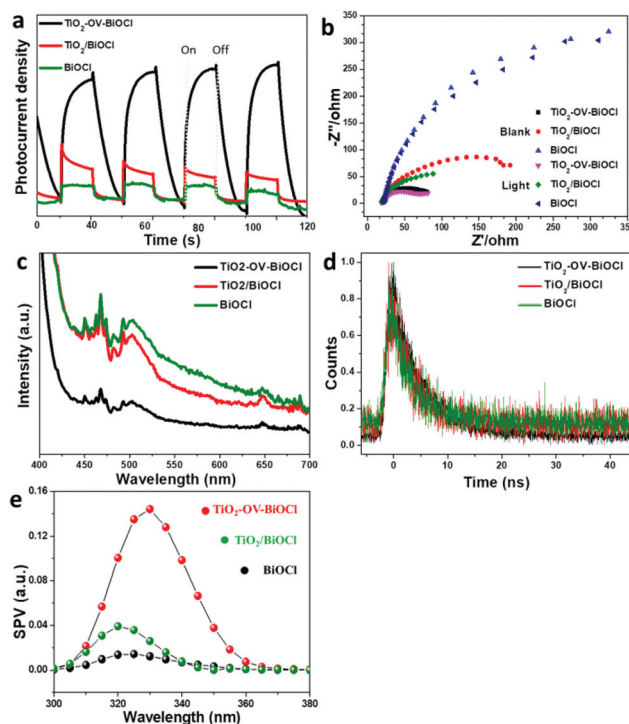 a
TiO2-OV-BiOCl
TiO2/BiOCl
BiOCl
On Off
Photocurrent density
0 20 40 60 80 100 120
Time (s)
b
-350
-300
-250
-200
-150
-100
-50
0
-Z''/ohm
TiO2-OV-BiOCl
Blank TiO2/BiOCl
BiOCl
TiO2-OV-BiOCl
Light TiO2/BiOCl
BiOCl
0 50 100 150 200 250 300 350
Z'/ohm
c
TiO2-OV-BiOCl
TiO2/BiOCl
BiOCl
Intensity (a.u.)
400 450 500 550 600 650 700
Wavelength (nm)
d
TiO2-OV-BiOCl
TiO2/BiOCl
BiOCl
1.0
0.8
0.6
0.4
0.2
0.0
Counts
0 10 20 30 40
Time (ns)
e
0.16
0.12
0.08
0.04
0.00
SPV (a.u.)
TiO2-OV-BiOCl
TiO2/BiOCl
BiOCl
300 320 340 360 380
Wavelength (nm)